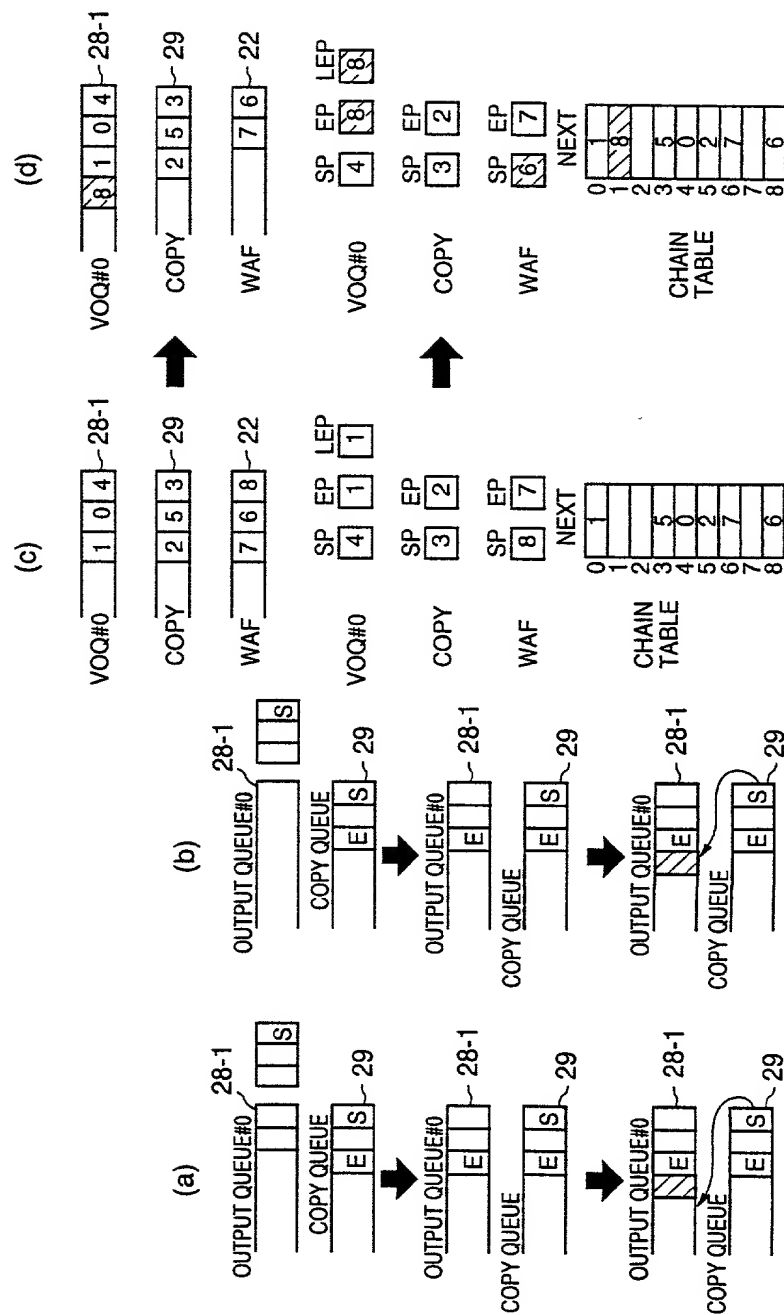 (a)
28-1
OUTPUT QUEUE#0
S
COPY QUEUE
E S
29
OUTPUT QUEUE#0
E
28-1
COPY QUEUE
E S
29
OUTPUT QUEUE#0
E
28-1
COPY QUEUE
E S
29
(b)
28-1
OUTPUT QUEUE#0
S
COPY QUEUE
E S
29
OUTPUT QUEUE#0
E
28-1
COPY QUEUE
E S
29
OUTPUT QUEUE#0
E
28-1
COPY QUEUE
E S
29
(c)
VOQ#0 1 0 4 28-1
COPY 2 5 3 29
WAF 7 6 8 22
SP EP LEP
VOQ#0 4 1 1
SP EP
COPY 3 2
SP EP
WAF 8 7
NEXT
CHAIN
TABLE
0 1
1
2
3 5
4 0
5 2
6 7
7
8 6
(d)
VOQ#0 8 1 0 4 28-1
COPY 2 5 3 29
WAF 7 6 22
SP EP LEP
VOQ#0 4 8 8
SP EP
COPY 3 2
SP EP
WAF 6 7
NEXT
CHAIN
TABLE
0 1
1 8
2
3 5
4 0
5 2
6 7
7
8 6